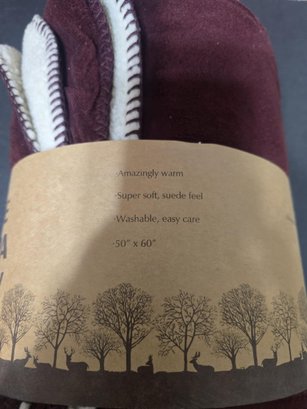 ·Amazingly warm
·Super soft, suede feel
·Washable, easy care
·50" x 60"